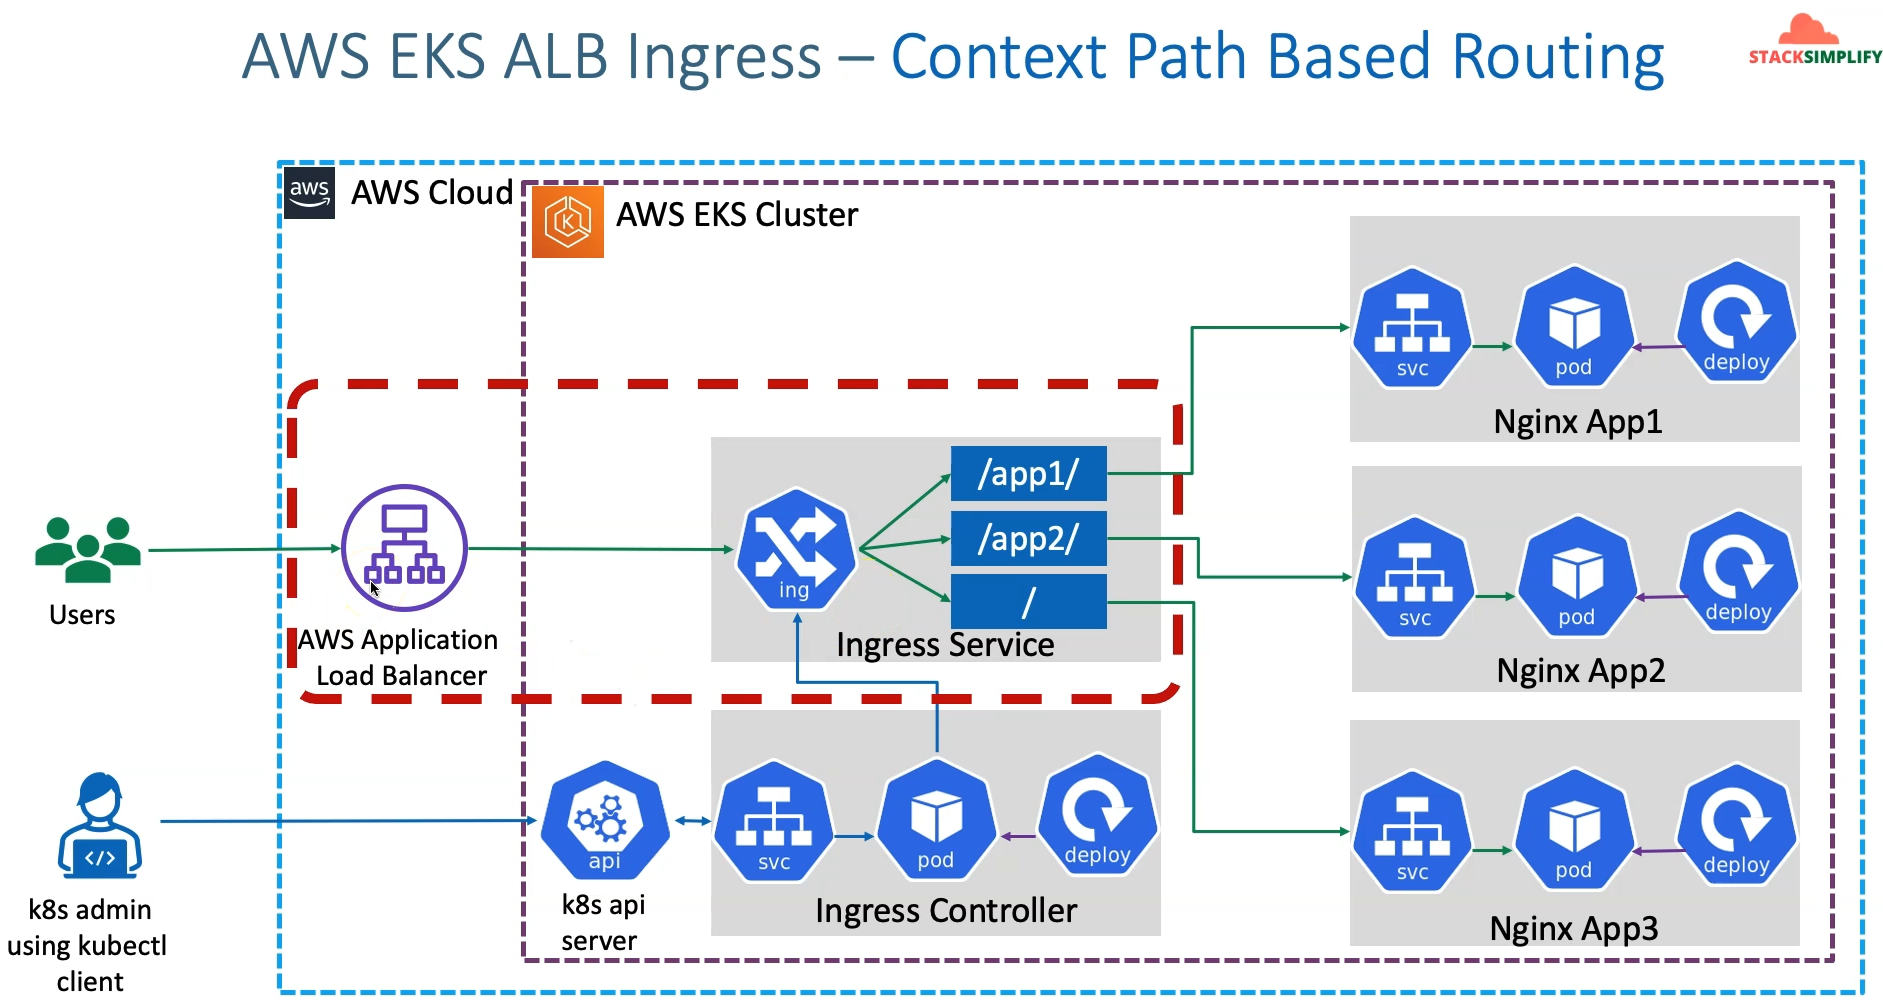 AWS EKS ALB Ingress – Context Path Based Routing
STACKSIMPLIFY
aws
AWS Cloud
K
AWS EKS Cluster
svc
pod
deploy
Nginx App1
/app1/
/app2/
/
ing
Ingress Service
Users
AWS Application
Load Balancer
svc
pod
deploy
Nginx App2
</>
k8s admin
using kubectl
client
api
k8s api
server
svc
pod
deploy
Ingress Controller
svc
pod
deploy
Nginx App3